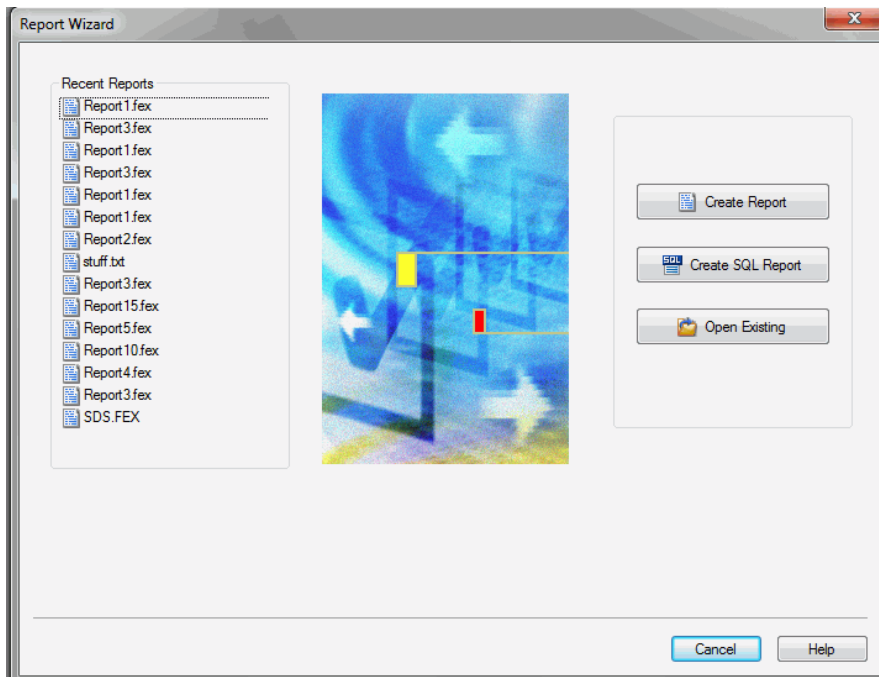 Report Wizard
Recent Reports
Report1.fex
Report3.fex
Report1.fex
Report3.fex
Report1.fex
Report1.fex
Report2.fex
stuff.txt
Report3.fex
Report15.fex
Report5.fex
Report10.fex
Report4.fex
Report3.fex
SDS.FEX
Create Report
SQL Create SQL Report
Open Existing
Cancel Help